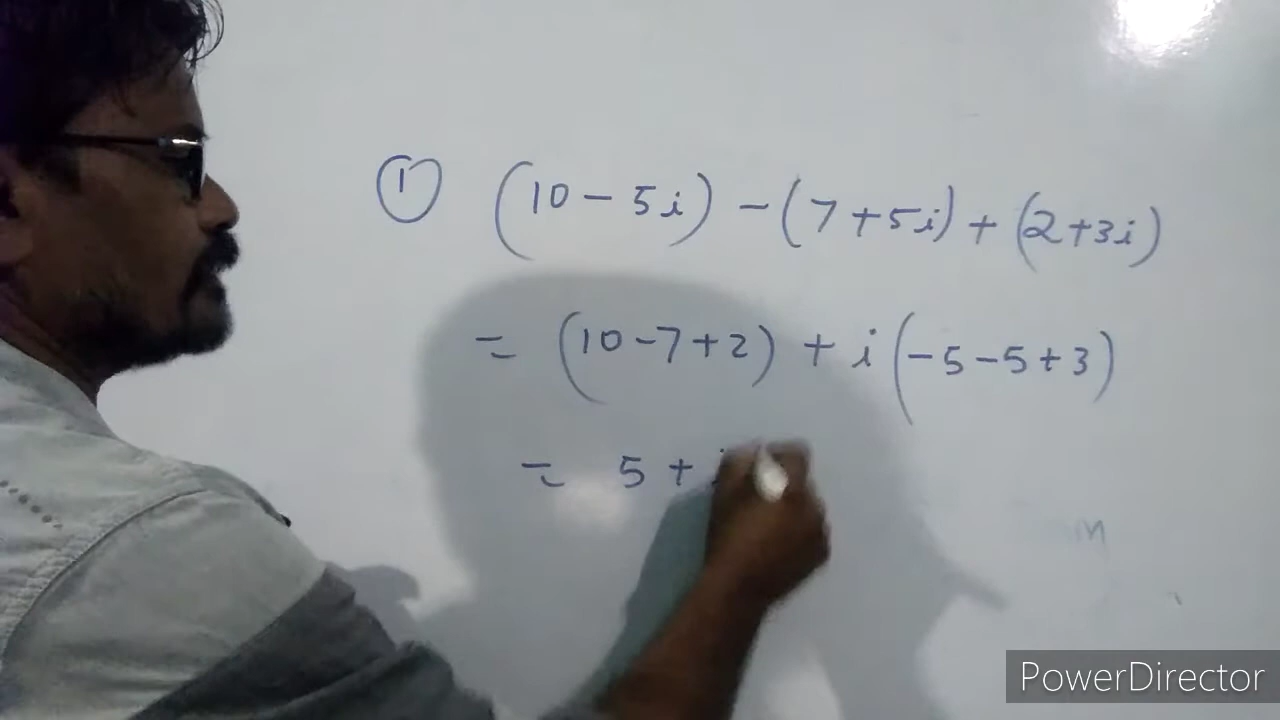 ① (10 - 5i) - (7 + 5i) + (2 + 3i)
= (10 - 7 + 2) + i (-5 - 5 + 3)
= 5 + i
M
PowerDirector